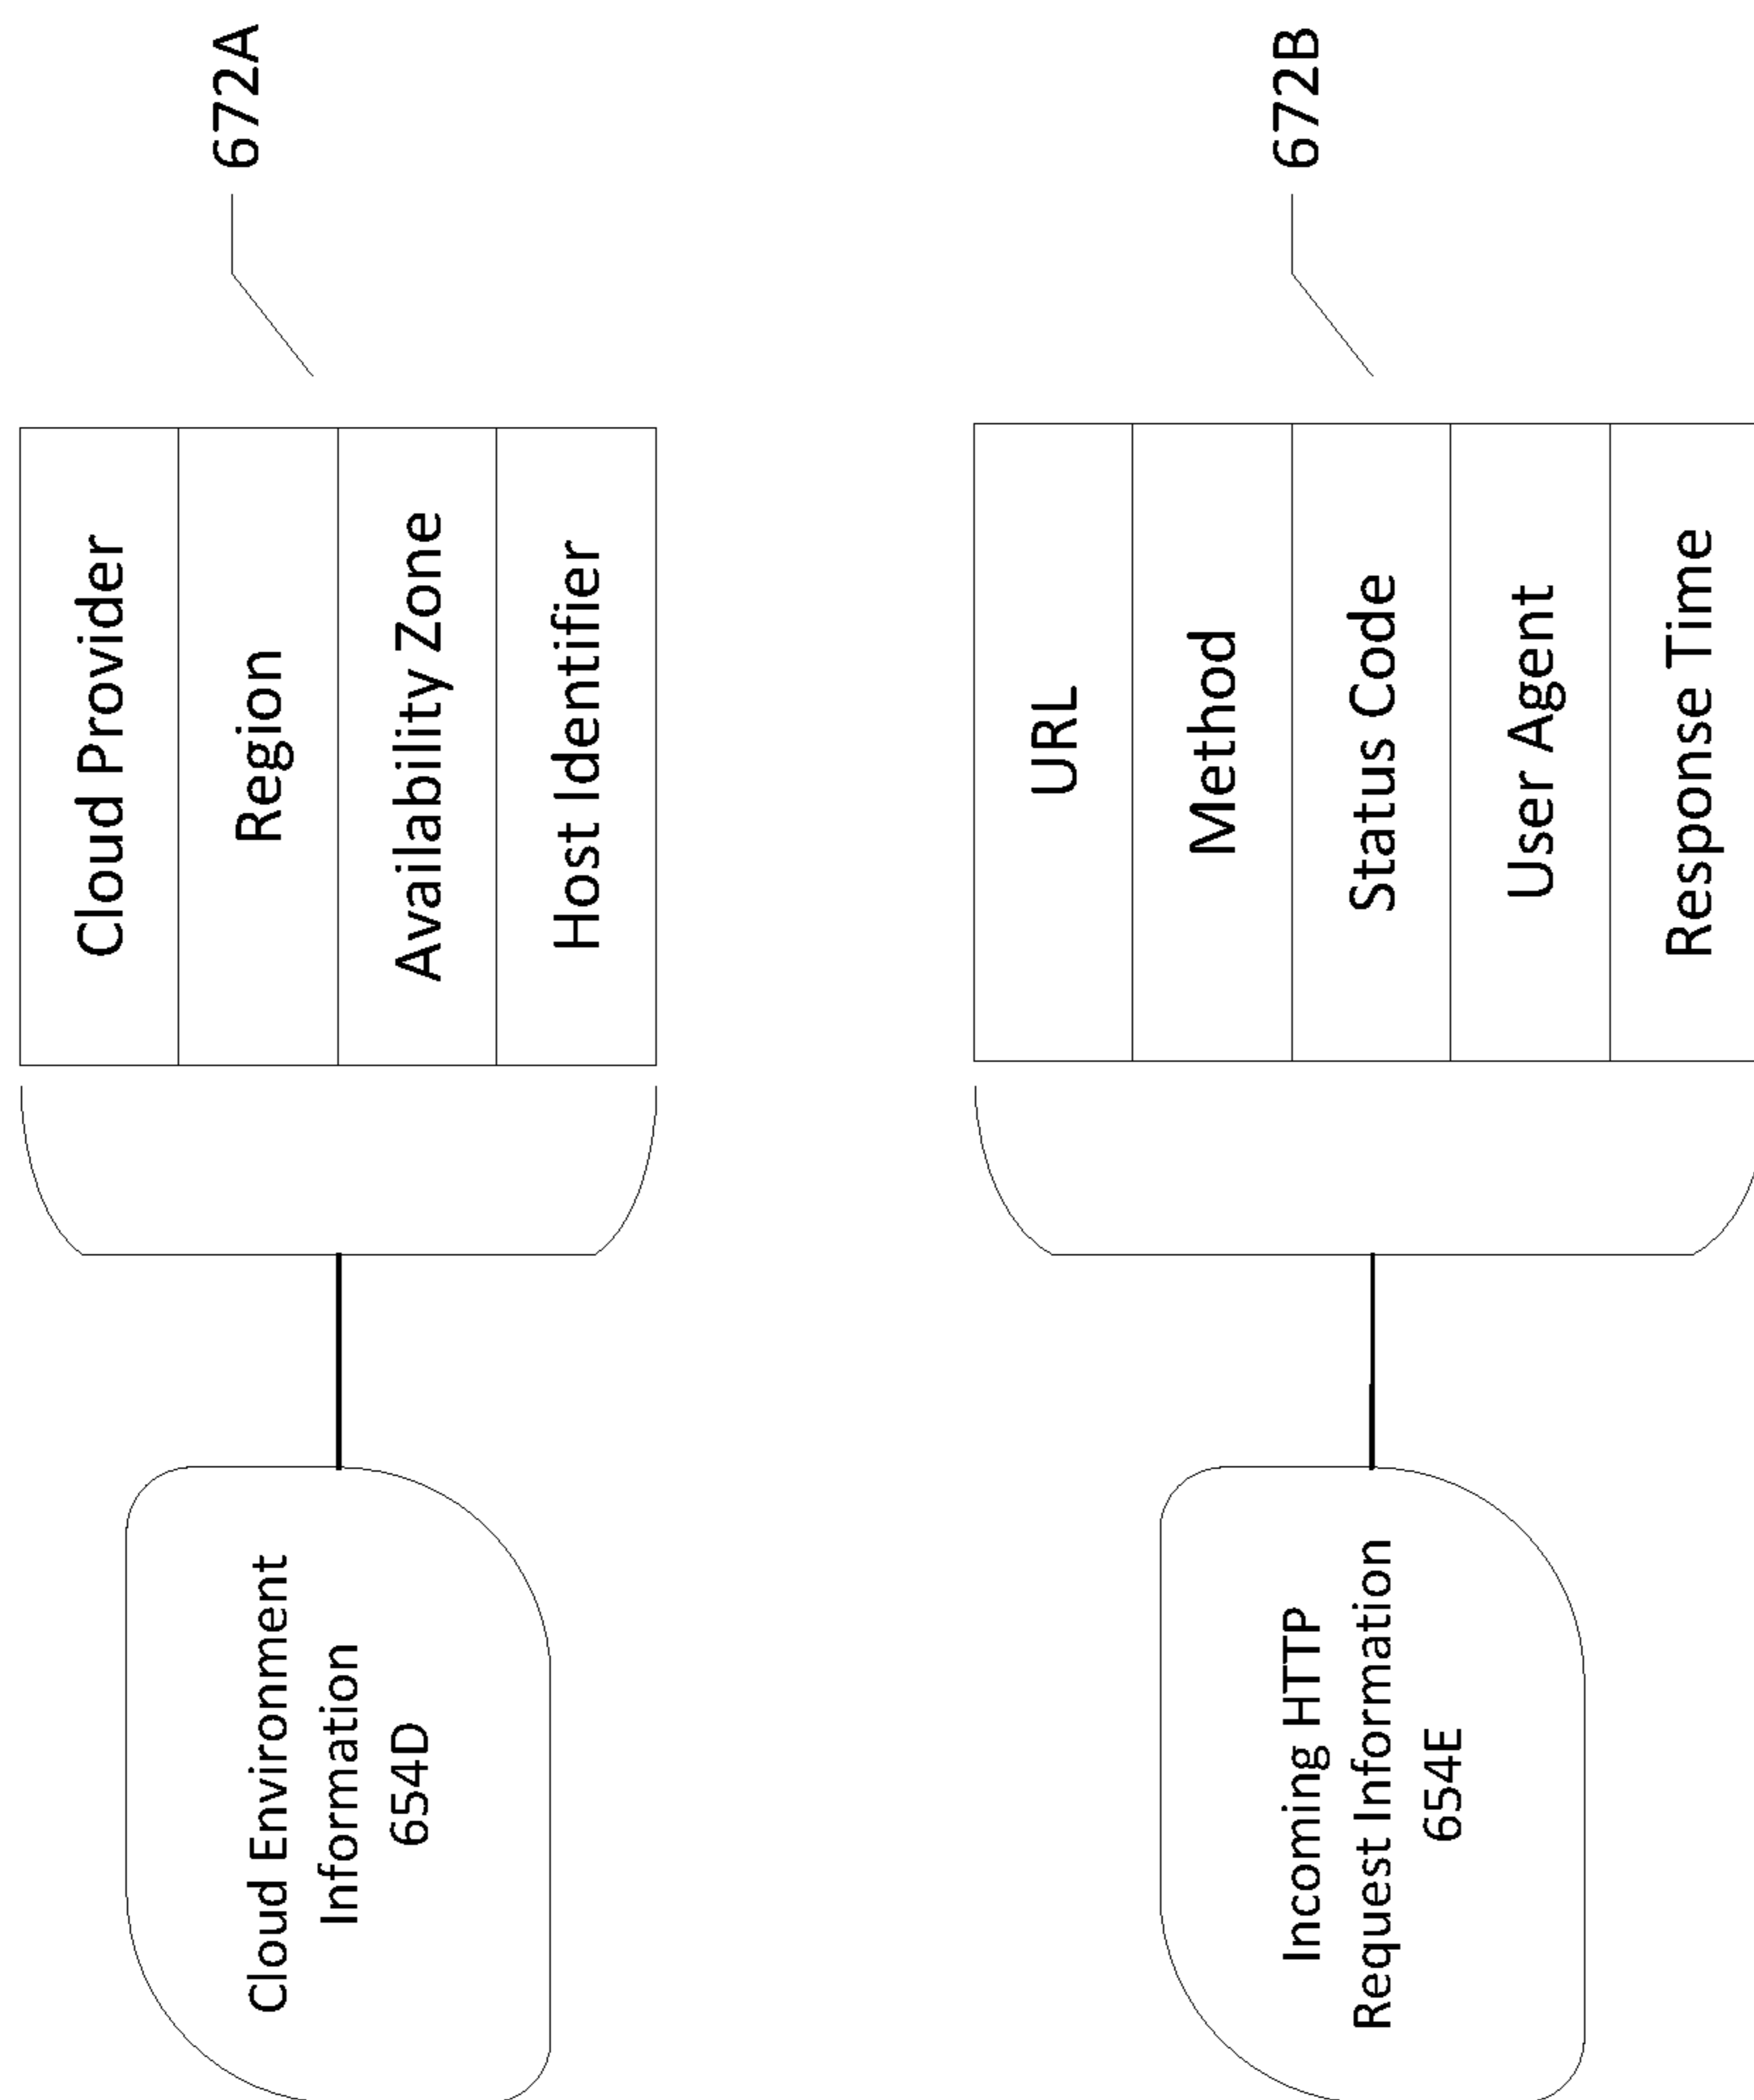 Cloud Environment
Information
654D
Cloud Provider
Region
Availability Zone
Host Identifier
672A
Incoming HTTP
Request Information
654E
URL
Method
Status Code
User Agent
Response Time
672B